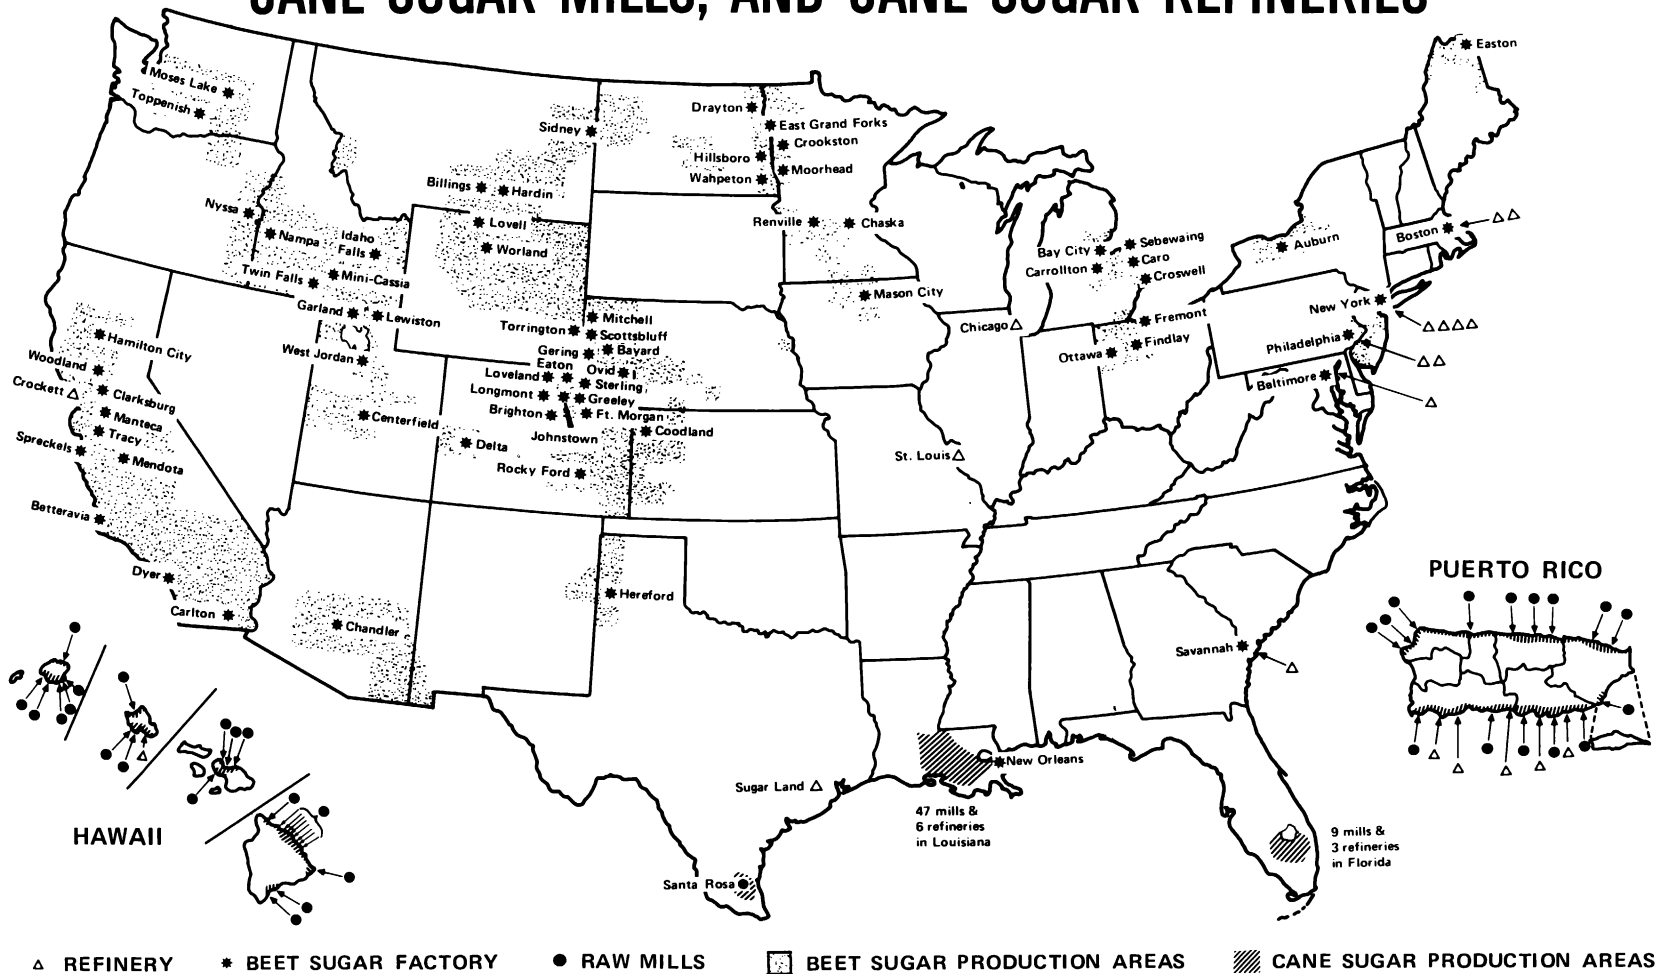 CANE SUGAR MILLS, AND CANE SUGAR REFINERIES
Easton
Moses Lake
Toppenish
Drayton
Sidney
East Grand Forks
Crookston
Hillsboro
Moorhead
Wahpeton
Billings
Hardin
Nyssa
Lovell
Renville
Chaska
Boston
Nampa
Idaho
Falls
Worland
Bay City
Sebewaing
Auburn
Caro
Carrollton
Croswell
Twin Falls
Mini-Cassia
Mason City
New York
Garland
Lewiston
Mitchell
Fremont
Chicago
Torrington
Scottsbluff
Hamilton City
West Jordan
Gering
Bayard
Ottawa
Findlay
Philadelphia
Woodland
Eaton
Ovid
Loveland
Sterling
Baltimore
Crockett
Clarksburg
Longmont
Greeley
Manteca
Centerfield
Brighton
Ft. Morgan
Tracy
Johnstown
Coodland
Spreckels
Mendota
Delta
Rocky Ford
St. Louis
Betteravia
Dyer
Hereford
PUERTO RICO
Carlton
Chandler
Savannah
New Orleans
Sugar Land
HAWAII
47 mills &
6 refineries
in Louisiana
9 mills &
3 refineries
in Florida
Santa Rosa
REFINERY
BEET SUGAR FACTORY
RAW MILLS
BEET SUGAR PRODUCTION AREAS
CANE SUGAR PRODUCTION AREAS